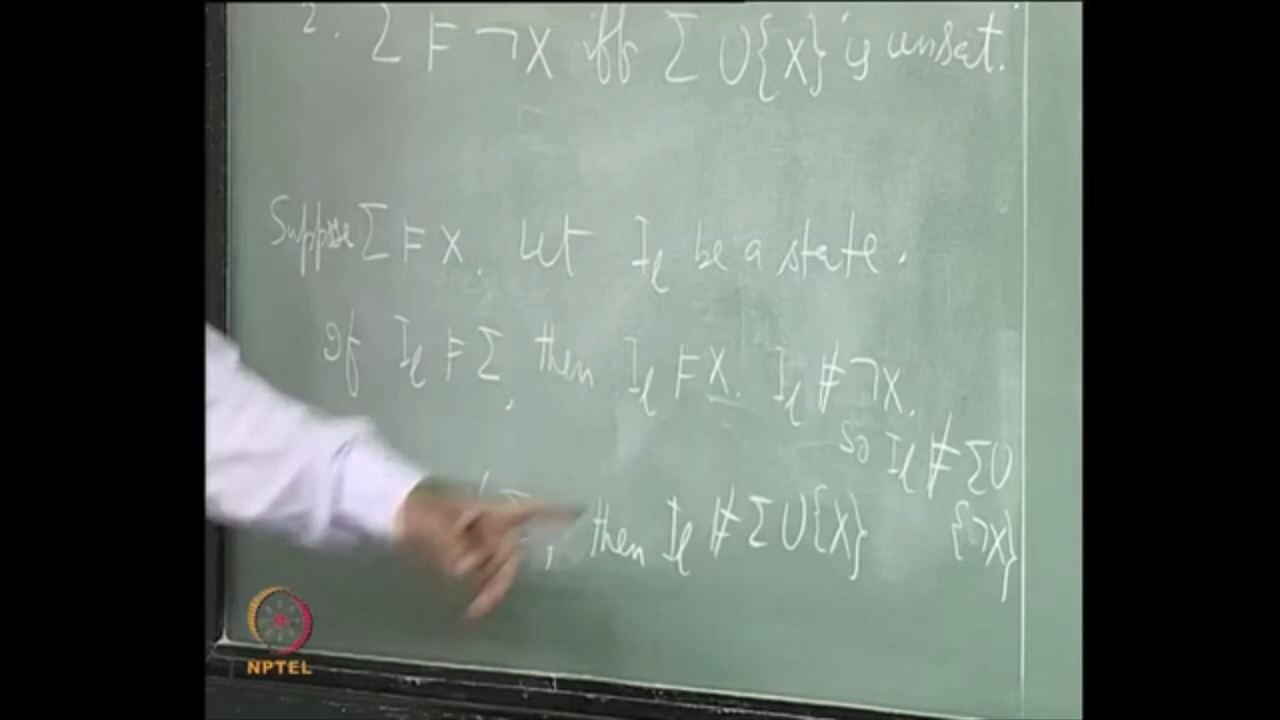 2. Σ ⊨ ¬X iff Σ ∪ {X} is unsat.
Suppose Σ ⊨ X. Let I_l be a state.
If I_l ⊨ Σ, then I_l ⊨ X. I_l ⊭ ¬X.
So I_l ⊭ Σ ∪
{¬X}
Σ, then I_l ⊭ Σ ∪ {X}
NPTEL